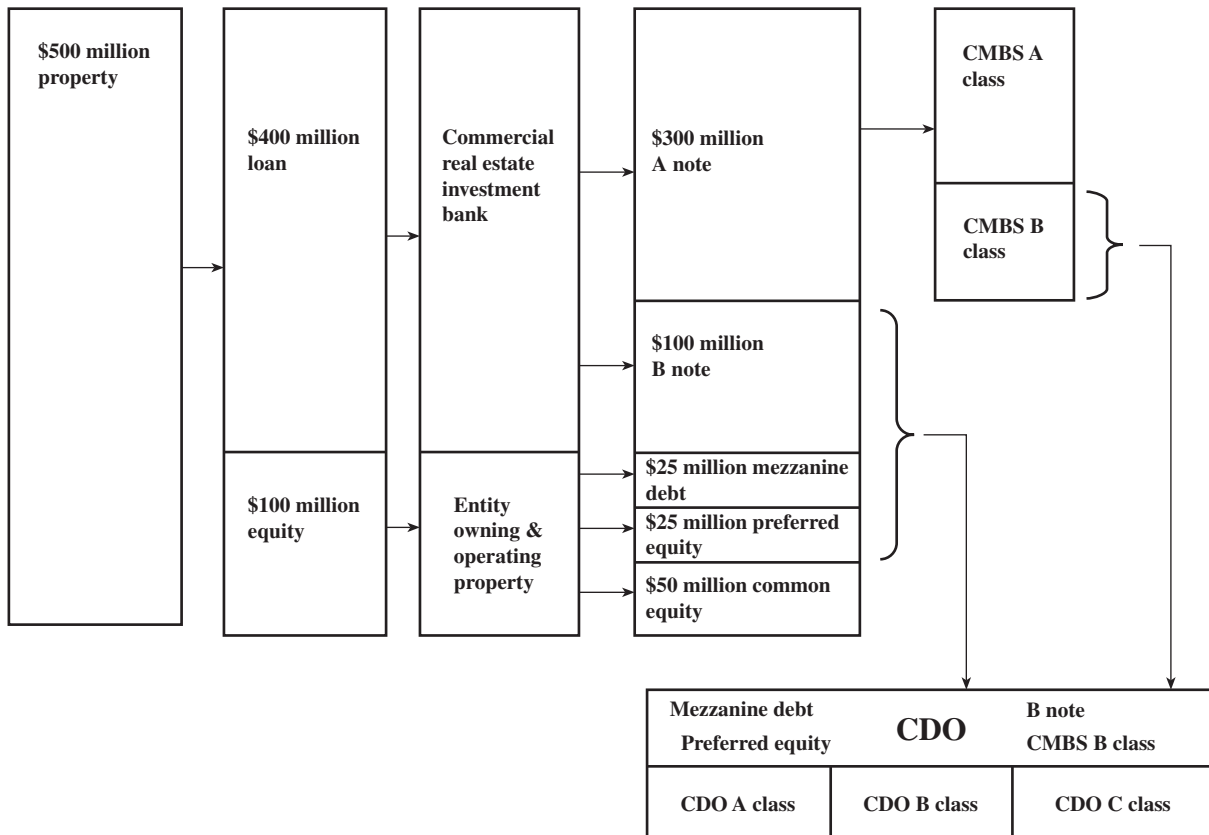 $500 million
property
$400 million
loan
$100 million
equity
Commercial
real estate
investment
bank
Entity
owning &
operating
property
$300 million
A note
$100 million
B note
$25 million mezzanine
debt
$25 million preferred
equity
$50 million common
equity
CMBS A
class
CMBS B
class
Mezzanine debt
Preferred equity
CDO
B note
CMBS B class
CDO A class
CDO B class
CDO C class